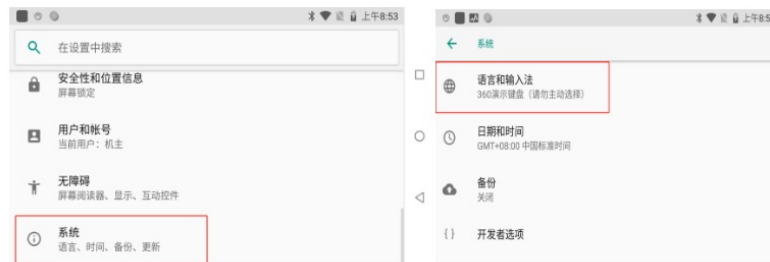 上午8:53
在设置中搜索
安全性和位置信息
屏幕锁定
用户和帐号
当前用户：机主
无障碍
屏幕阅读器、显示、互动控件
系统
语言、时间、备份、更新
上午8:5
系统
语言和输入法
360演示键盘（请勿主动选择）
日期和时间
GMT+08:00 中国标准时间
备份
关闭
{ } 开发者选项